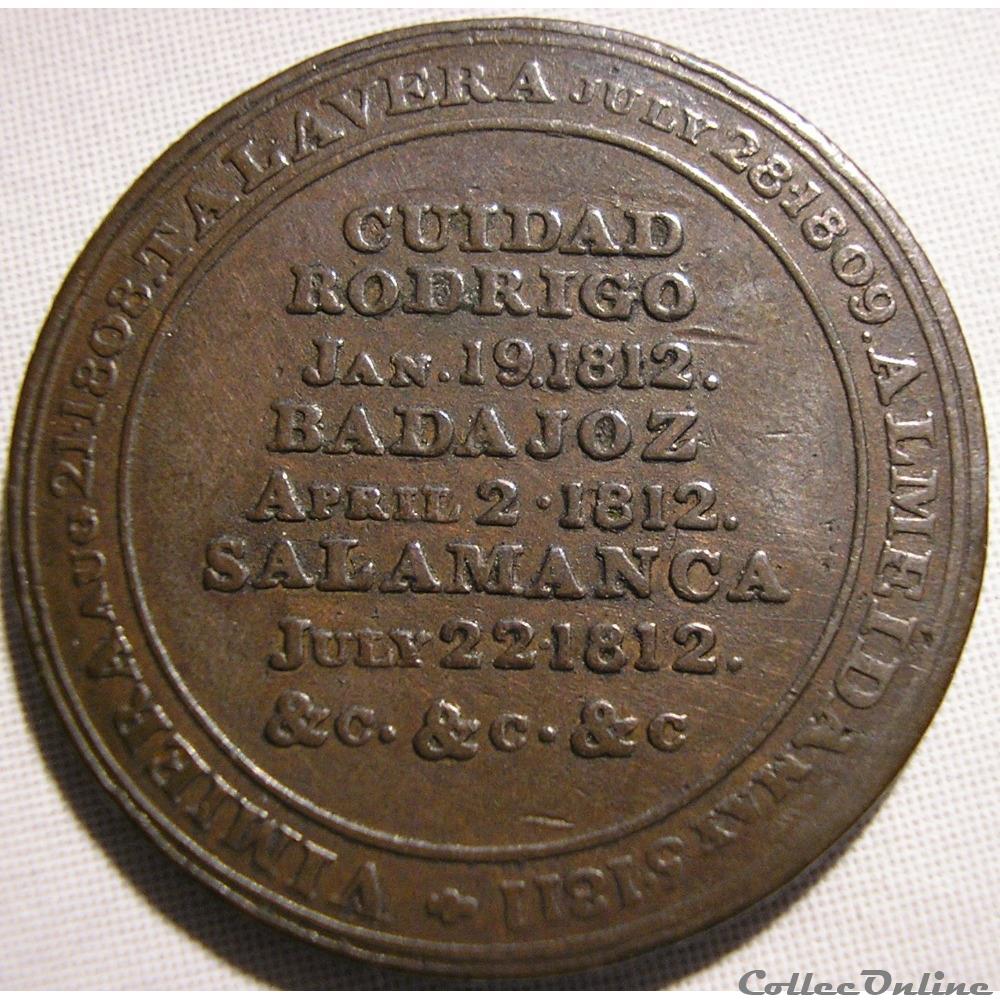 VIMIERA AUG. 21·1808. TALAVERA JULY 28·1809. ALMEIDA MAY 5·1811
CUIDAD
RODRIGO
JAN. 19.1812.
BADAJOZ
APRIL 2·1812.
SALAMANCA
JULY 22·1812.
&C. &C. &C
CollecOnline